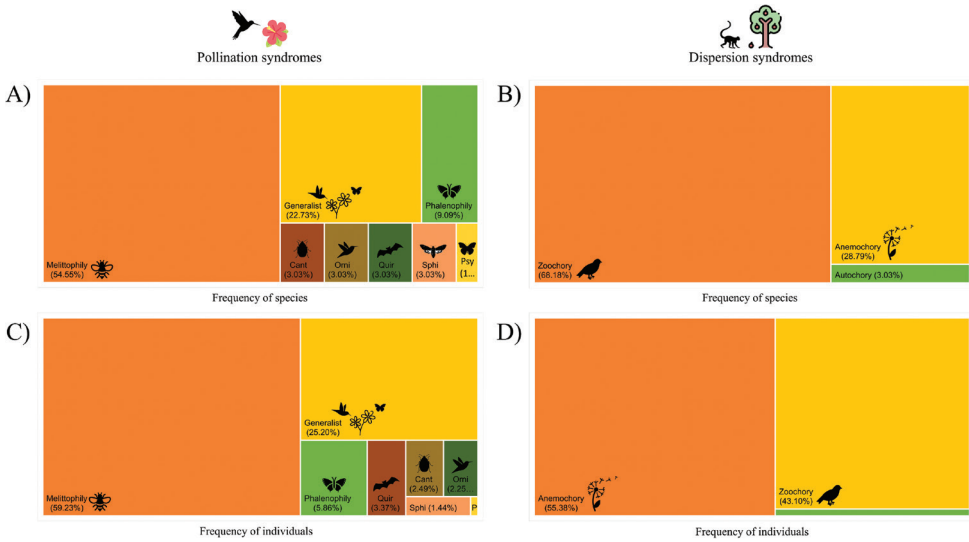 Pollination syndromes
Dispersion syndromes
A)
Melittophily
(54.55%)
Generalist
(22.73%)
Phalenophily
(9.09%)
Cant
(3.03%)
Orni
(3.03%)
Quir
(3.03%)
Sphi
(3.03%)
Psy
(1...
Frequency of species
B)
Zoochory
(68.18%)
Anemochory
(28.79%)
Autochory (3.03%)
Frequency of species
C)
Melittophily
(59.23%)
Generalist
(25.20%)
Phalenophily
(5.86%)
Quir
(3.37%)
Cant
(2.49%)
Orni
(2.25...
Sphi (1.44%)
P
Frequency of individuals
D)
Anemochory
(55.38%)
Zoochory
(43.10%)
Frequency of individuals